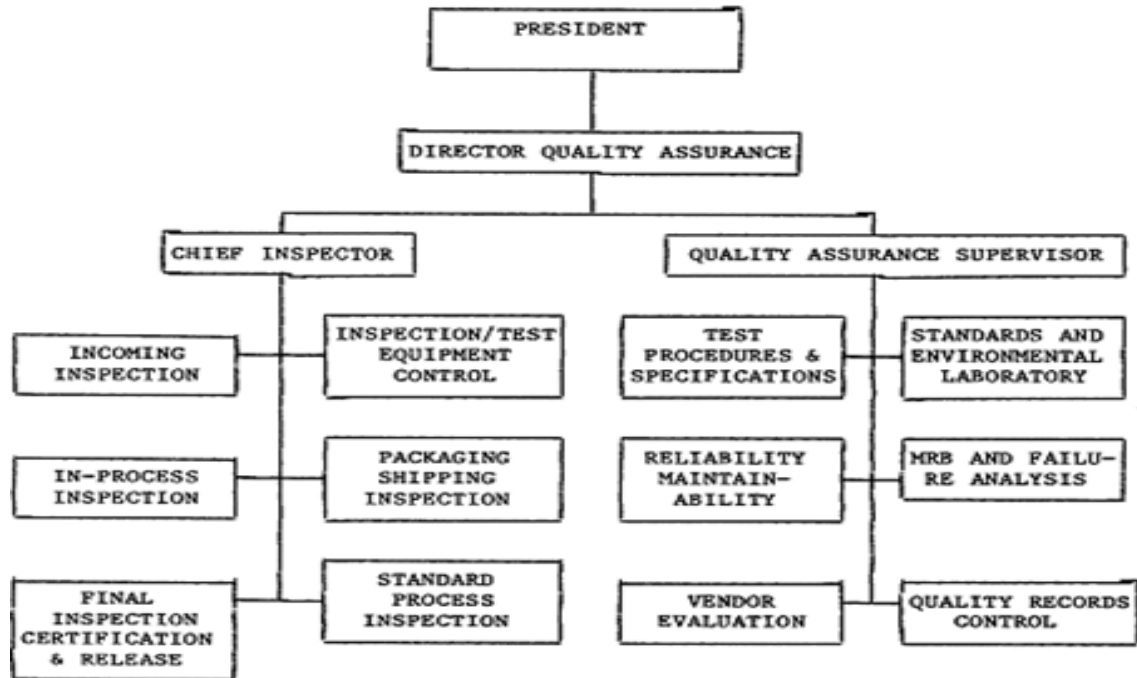 PRESIDENT
DIRECTOR QUALITY ASSURANCE
CHIEF INSPECTOR
QUALITY ASSURANCE SUPERVISOR
INCOMING
INSPECTION
INSPECTION/TEST
EQUIPMENT
CONTROL
TEST
PROCEDURES &
SPECIFICATIONS
STANDARDS AND
ENVIRONMENTAL
LABORATORY
IN-PROCESS
INSPECTION
PACKAGING
SHIPPING
INSPECTION
RELIABILITY
MAINTAIN-
ABILITY
MRB AND FAILU-
RE ANALYSIS
FINAL
INSPECTION
CERTIFICATION
& RELEASE
STANDARD
PROCESS
INSPECTION
VENDOR
EVALUATION
QUALITY RECORDS
CONTROL